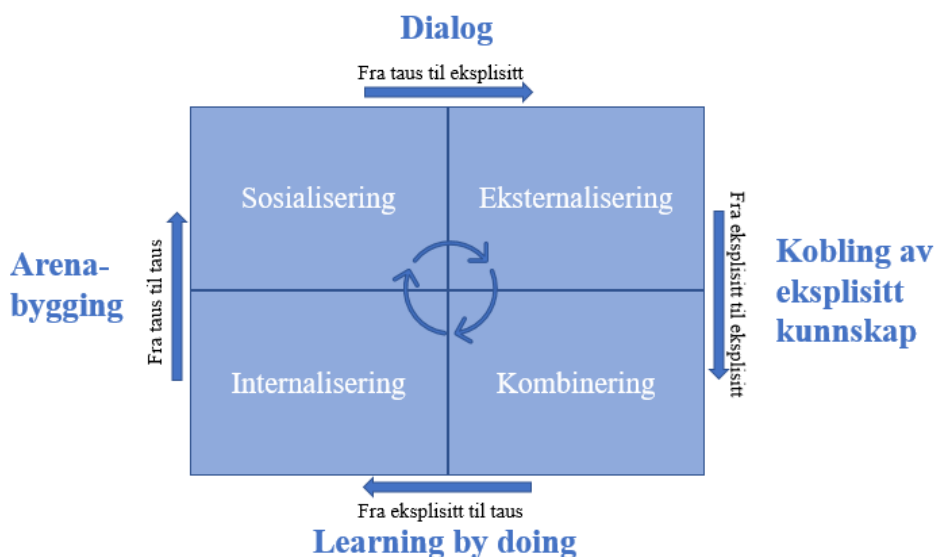 Dialog
Fra taus til eksplisitt
Sosialisering
Eksternalisering
Arena-
bygging
Fra taus til taus
Fra eksplisitt til eksplisitt
Kobling av
eksplisitt
kunnskap
Internalisering
Kombinering
Fra eksplisitt til taus
Learning by doing